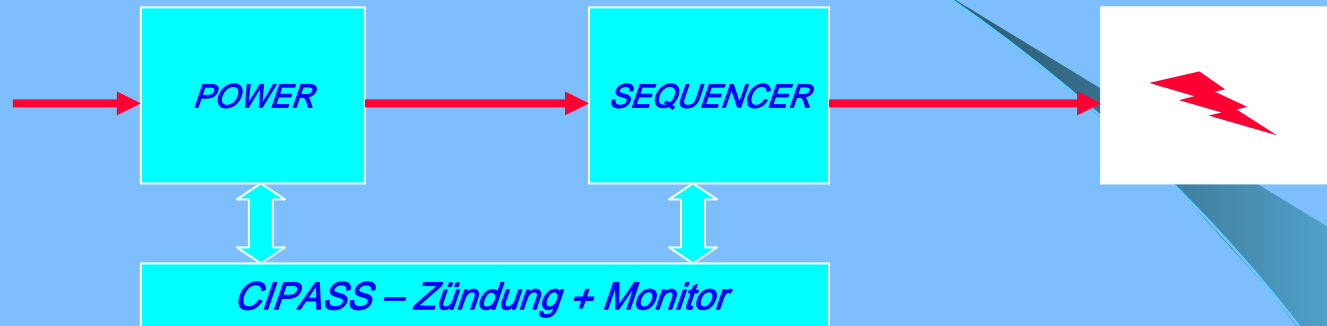 POWER
SEQUENCER
CIPASS – Zündung + Monitor